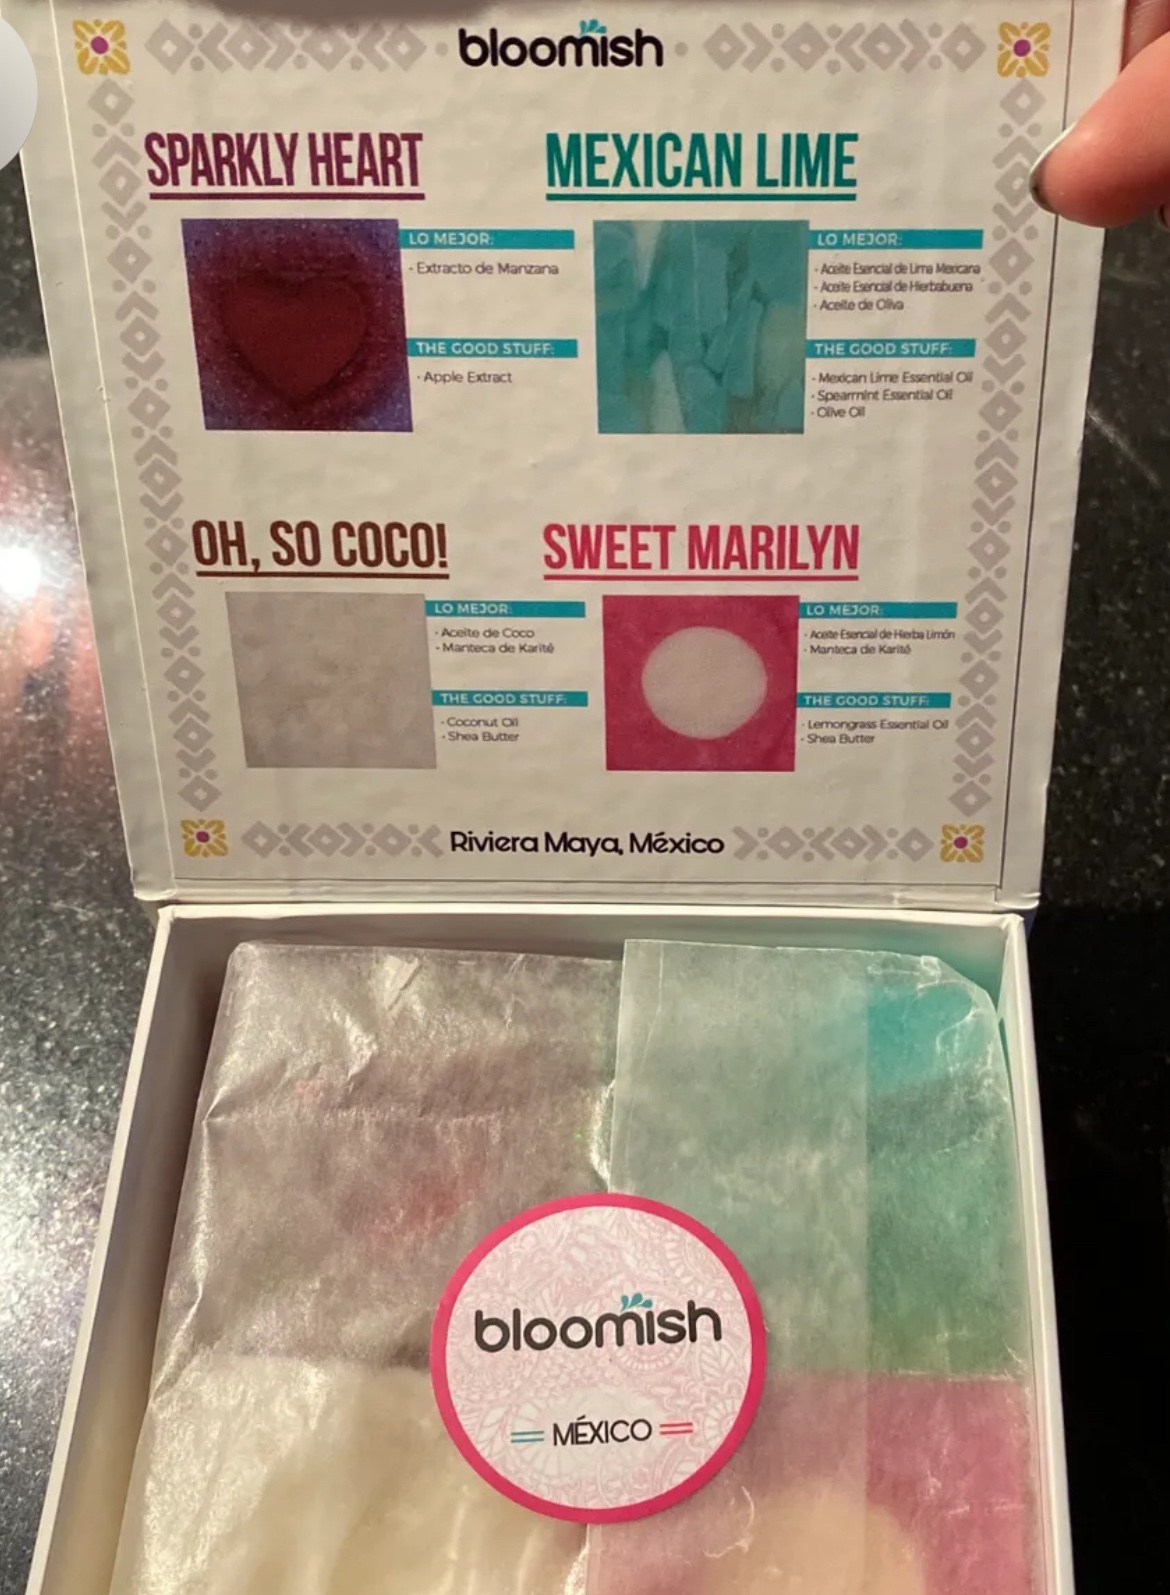 bloomish
SPARKLY HEART
LO MEJOR:
• Extracto de Manzana
THE GOOD STUFF:
• Apple Extract
MEXICAN LIME
LO MEJOR:
• Aceite Esencial de Lima Mexicana
• Aceite Esencial de Hierbabuena
• Aceite de Oliva
THE GOOD STUFF:
• Mexican Lime Essential Oil
• Spearmint Essential Oil
• Olive Oil
OH, SO COCO!
LO MEJOR:
• Aceite de Coco
• Manteca de Karité
THE GOOD STUFF:
• Coconut Oil
• Shea Butter
SWEET MARILYN
LO MEJOR:
• Aceite Esencial de Hierba Limón
• Manteca de Karité
THE GOOD STUFF:
• Lemongrass Essential Oil
• Shea Butter
Riviera Maya, México
bloomish
MÉXICO